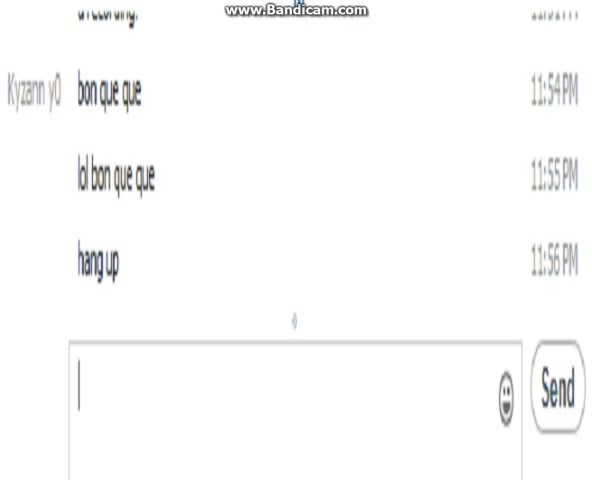 www.Bandicam.com
Kyzann y0 bon que que 11:54 PM
lol bon que que 11:55 PM
hang up 11:56 PM
Send